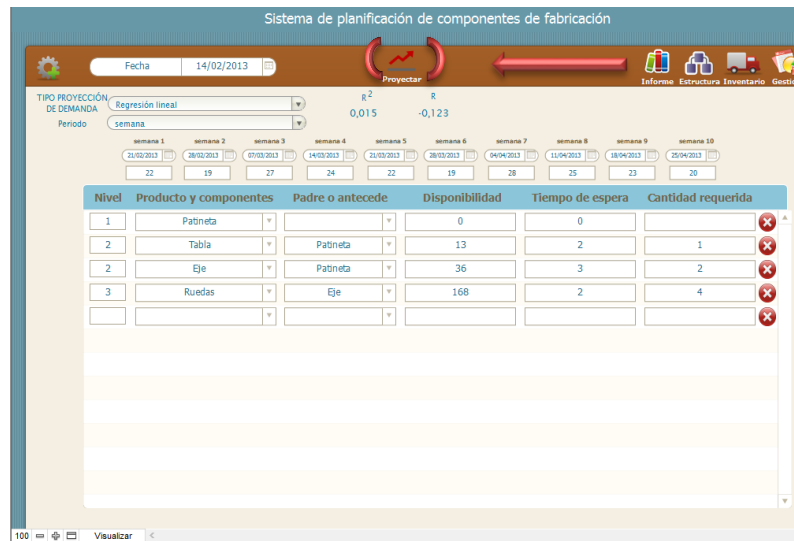 Sistema de planificación de componentes de fabricación
Fecha 14/02/2013
Proyectar
Informe Estructura Inventario Gestic
TIPO PROYECCIÓN DE DEMANDA Regresión lineal
R 2 R
Periodo semana
0,015 -0,123
semana 1 semana 2 semana 3 semana 4 semana 5 semana 6 semana 7 semana 8 semana 9 semana 10
21/02/2013 28/02/2013 07/03/2013 14/03/2013 21/03/2013 28/03/2013 04/04/2013 11/04/2013 18/04/2013 25/04/2013
22 19 27 24 22 19 28 25 23 20
Nivel Producto y componentes Padre o antecede Disponibilidad Tiempo de espera Cantidad requerida
1 Patineta 0 0
2 Tabla Patineta 13 2 1
2 Eje Patineta 36 3 2
3 Ruedas Eje 168 2 4
100 Visualizar